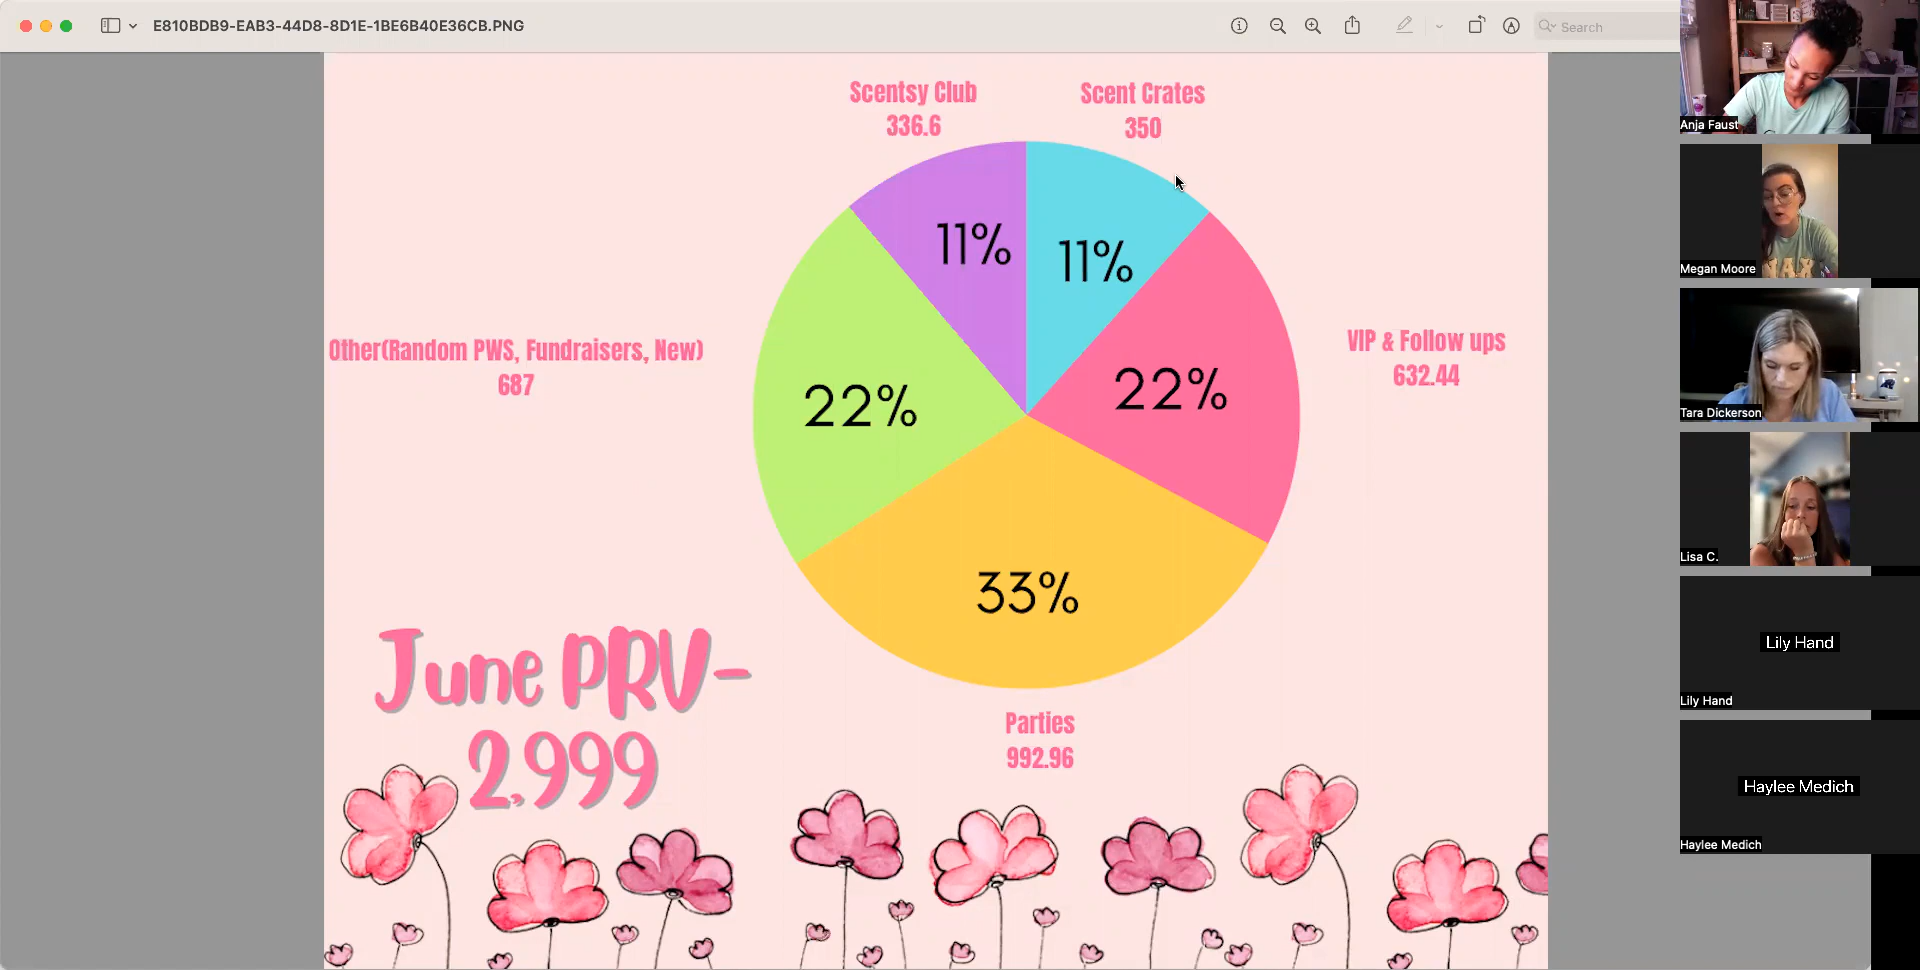 E810BDB9-EAB3-44D8-8D1E-1BE6B40E36CB.PNG
Search
Scentsy Club
336.6
Scent Crates
350
11%
11%
Other(Random PWS, Fundraisers, New)
687
VIP & Follow ups
632.44
22%
22%
33%
June PRV-
2,999
Parties
992.96
Anja Faust
Megan Moore
Tara Dickerson
Lisa C.
Lily Hand
Lily Hand
Haylee Medich
Haylee Medich